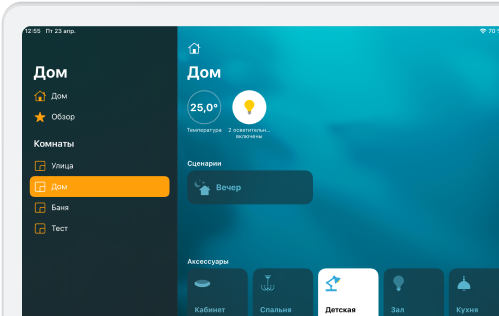 12:55 Пт 23 апр.
70
Дом
Дом
Обзор
Комнаты
Улица
Дом
Баня
Тест
Дом
25,0°
Температура
2 осветительн...
включены
Сценарии
Вечер
Аксессуары
Кабинет
Спальня
Детская
Зал
Кухня